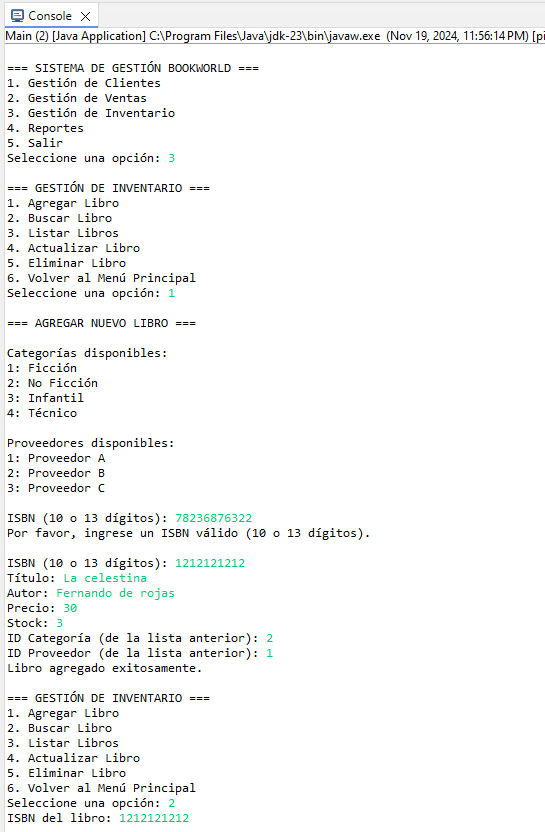 Console
Main (2) [Java Application] C:\Program Files\Java\jdk-23\bin\javaw.exe (Nov 19, 2024, 11:56:14 PM) [pi
=== SISTEMA DE GESTIÓN BOOKWORLD ===
1. Gestión de Clientes
2. Gestión de Ventas
3. Gestión de Inventario
4. Reportes
5. Salir
Seleccione una opción: 3
=== GESTIÓN DE INVENTARIO ===
1. Agregar Libro
2. Buscar Libro
3. Listar Libros
4. Actualizar Libro
5. Eliminar Libro
6. Volver al Menú Principal
Seleccione una opción: 1
=== AGREGAR NUEVO LIBRO ===
Categorías disponibles:
1: Ficción
2: No Ficción
3: Infantil
4: Técnico
Proveedores disponibles:
1: Proveedor A
2: Proveedor B
3: Proveedor C
ISBN (10 o 13 dígitos): 78236876322
Por favor, ingrese un ISBN válido (10 o 13 dígitos).
ISBN (10 o 13 dígitos): 1212121212
Título: La celestina
Autor: Fernando de rojas
Precio: 30
Stock: 3
ID Categoría (de la lista anterior): 2
ID Proveedor (de la lista anterior): 1
Libro agregado exitosamente.
=== GESTIÓN DE INVENTARIO ===
1. Agregar Libro
2. Buscar Libro
3. Listar Libros
4. Actualizar Libro
5. Eliminar Libro
6. Volver al Menú Principal
Seleccione una opción: 2
ISBN del libro: 1212121212